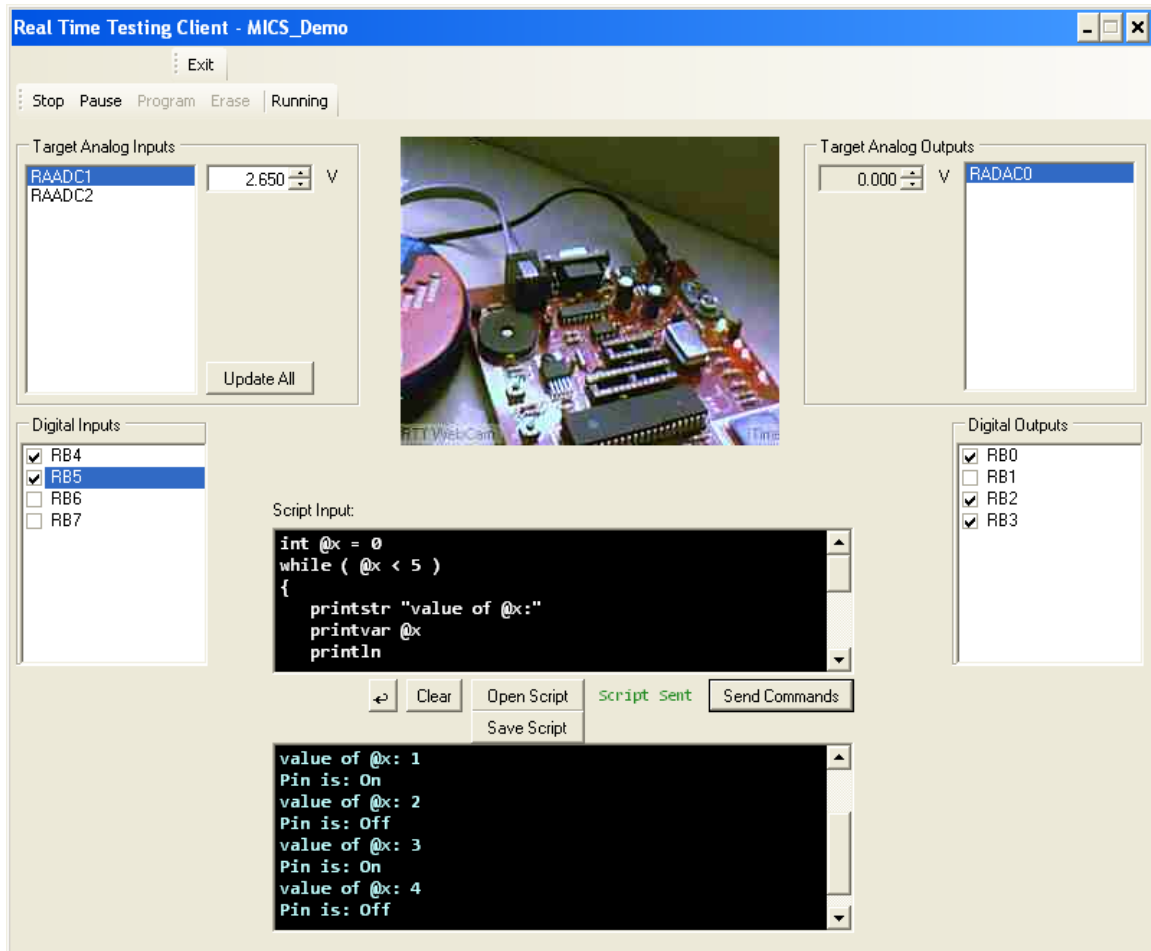 Real Time Testing Client - MICS_Demo
Exit
Stop Pause Program Erase Running
Target Analog Inputs
RAADC1
RAADC2
2.650 V
Update All
Target Analog Outputs
0.000 V
RADAC0
RTT WebCam
Time
Digital Inputs
RB4
RB5
RB6
RB7
Digital Outputs
RB0
RB1
RB2
RB3
Script Input:
int @x = 0
while ( @x < 5 )
{
printstr "value of @x:"
printvar @x
println
Clear
Open Script
Script Sent
Send Commands
Save Script
value of @x: 1
Pin is: On
value of @x: 2
Pin is: Off
value of @x: 3
Pin is: On
value of @x: 4
Pin is: Off